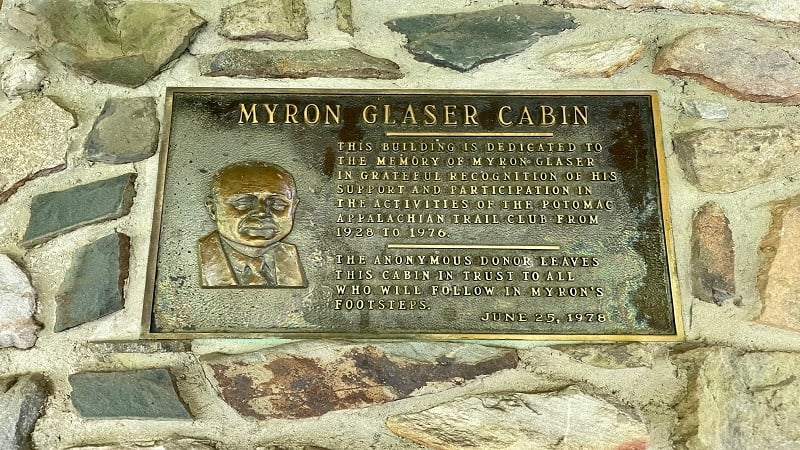 MYRON GLASER CABIN
THIS BUILDING IS DEDICATED TO
THE MEMORY OF MYRON GLASER
IN GRATEFUL RECOGNITION OF HIS
SUPPORT AND PARTICIPATION IN
THE ACTIVITIES OF THE POTOMAC
APPALACHIAN TRAIL CLUB FROM
1928 TO 1976.
THE ANONYMOUS DONOR LEAVES
THIS CABIN IN TRUST TO ALL
WHO WILL FOLLOW IN MYRON'S
FOOTSTEPS.
JUNE 25, 1978